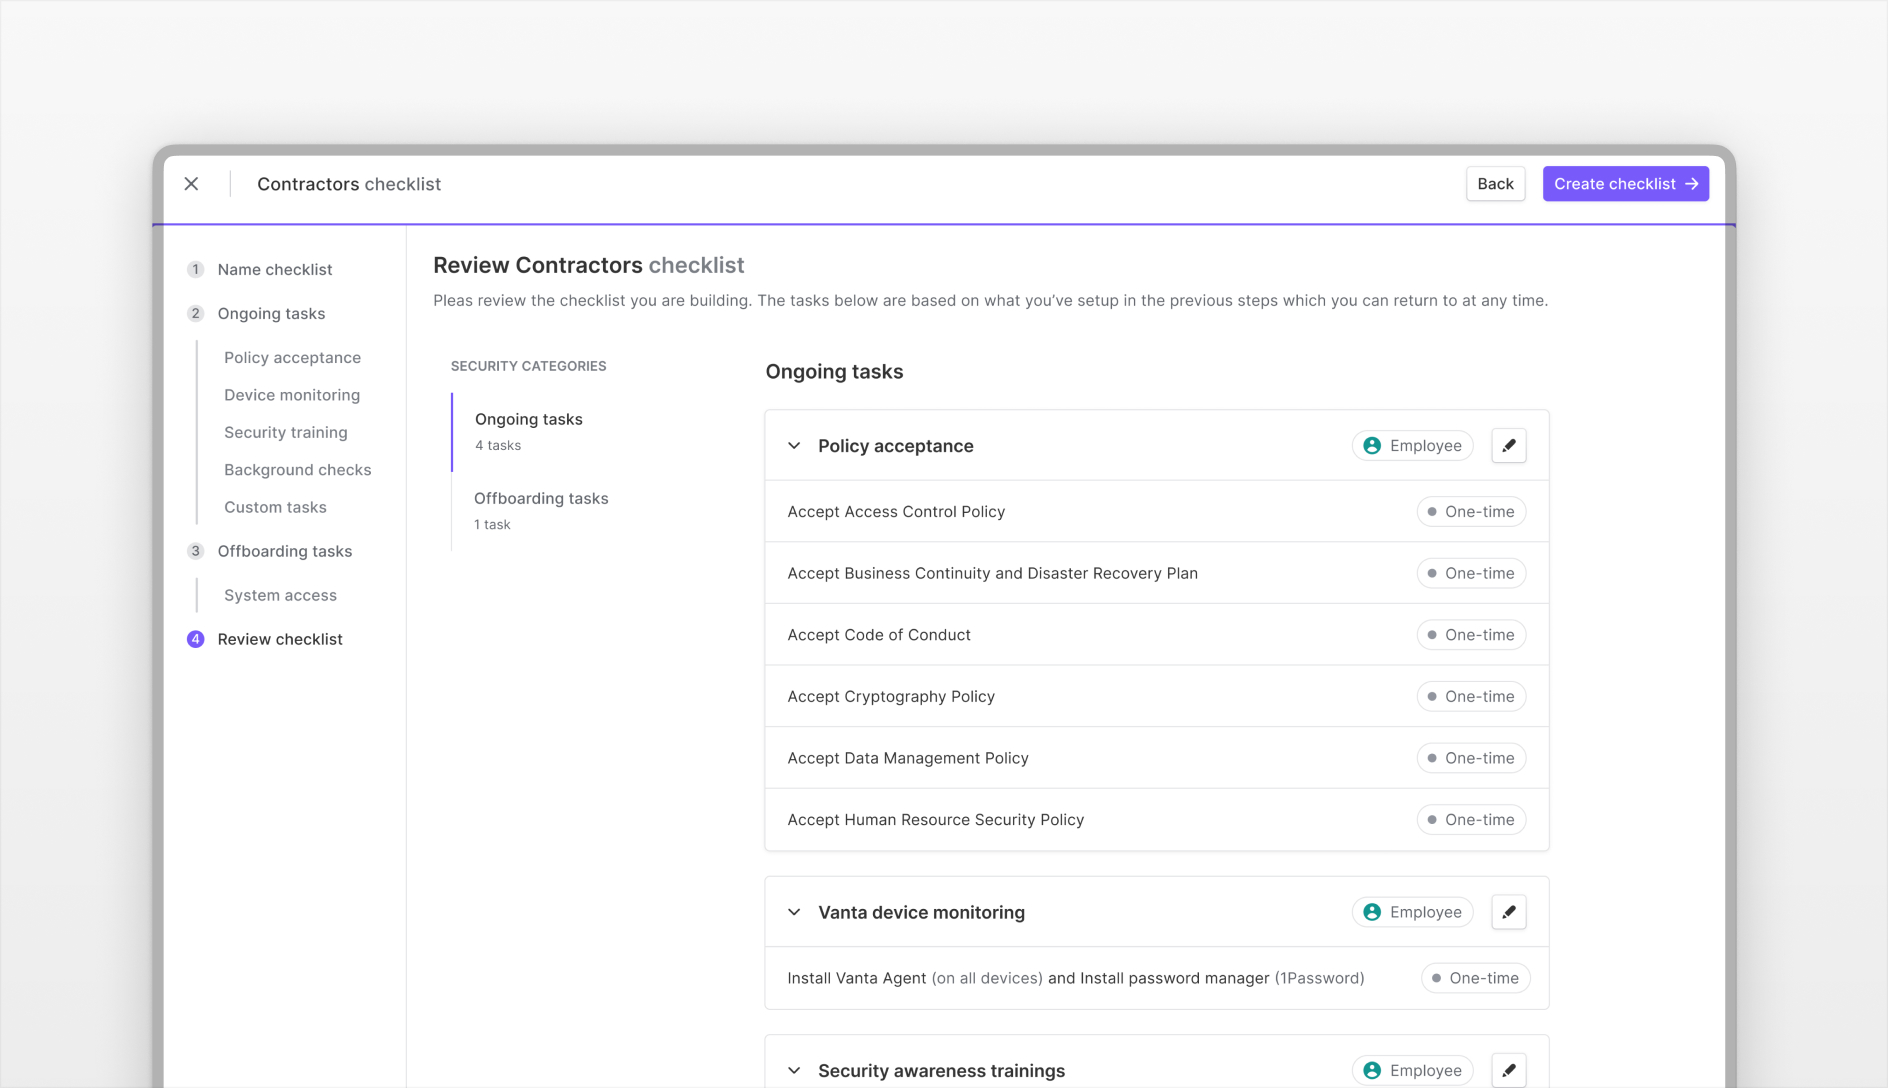 Contractors checklist
Back
Create checklist
1 Name checklist
2 Ongoing tasks
Policy acceptance
Device monitoring
Security training
Background checks
Custom tasks
3 Offboarding tasks
System access
4 Review checklist
Review Contractors checklist
Pleas review the checklist you are building. The tasks below are based on what you’ve setup in the previous steps which you can return to at any time.
SECURITY CATEGORIES
Ongoing tasks
4 tasks
Offboarding tasks
1 task
Ongoing tasks
Policy acceptance Employee
Accept Access Control Policy One-time
Accept Business Continuity and Disaster Recovery Plan One-time
Accept Code of Conduct One-time
Accept Cryptography Policy One-time
Accept Data Management Policy One-time
Accept Human Resource Security Policy One-time
Vanta device monitoring Employee
Install Vanta Agent (on all devices) and Install password manager (1Password) One-time
Security awareness trainings Employee